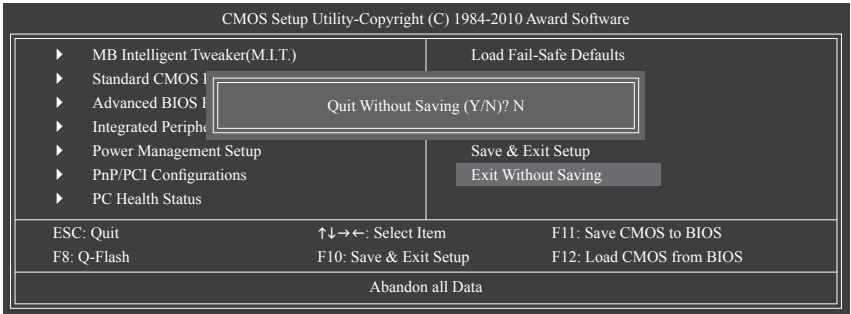 CMOS Setup Utility-Copyright (C) 1984-2010 Award Software
MB Intelligent Tweaker(M.I.T.)
Load Fail-Safe Defaults
Standard CMOS
Advanced BIOS
Quit Without Saving (Y/N)? N
Integrated
Power Management Setup
Save & Exit Setup
PnP/PCI Configurations
Exit Without Saving
PC Health Status
ESC: Quit
↑↓→←: Select Item
F11: Save CMOS to BIOS
F8: Q-Flash
F10: Save & Exit Setup
F12: Load CMOS from BIOS
Abandon all Data